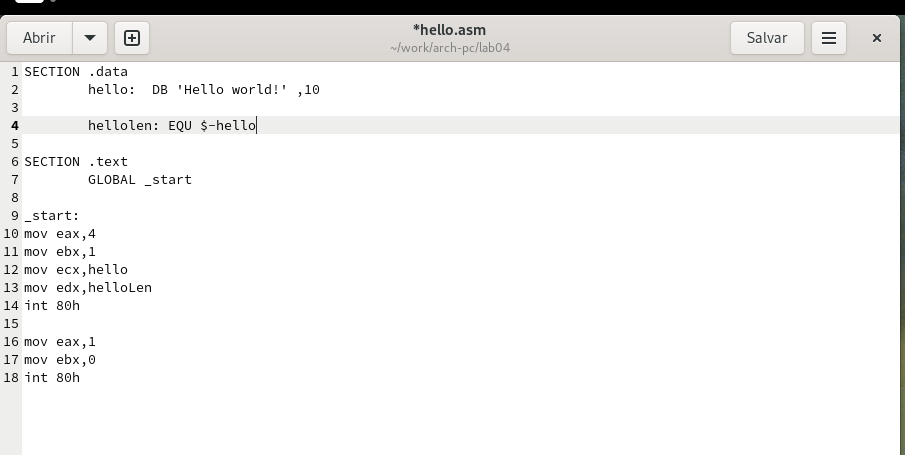 *hello.asm
Abrir
~/work/arch-pc/lab04
Salvar
1 SECTION .data
2         hello:  DB 'Hello world!' ,10
3
4         hellolen: EQU $-hello
5
6 SECTION .text
7         GLOBAL _start
8
9 _start:
10 mov eax,4
11 mov ebx,1
12 mov ecx,hello
13 mov edx,helloLen
14 int 80h
15
16 mov eax,1
17 mov ebx,0
18 int 80h